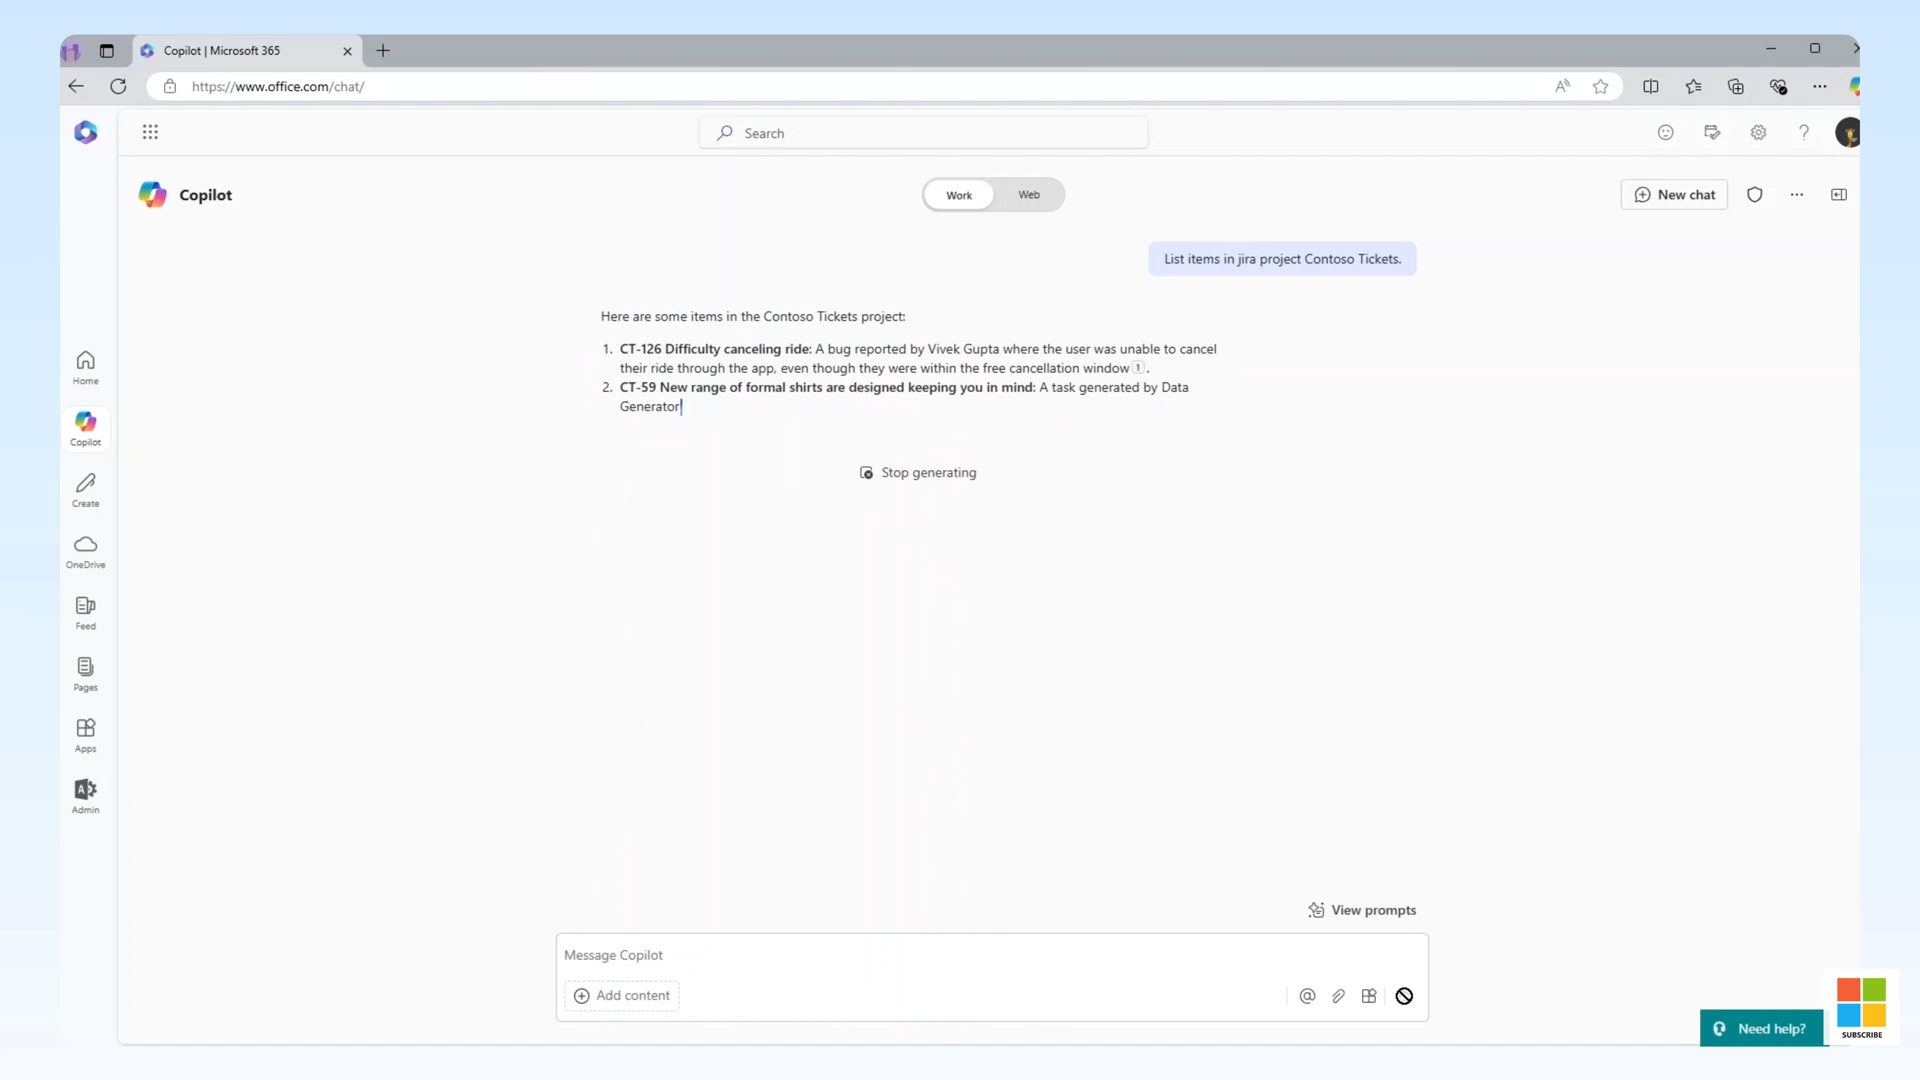 Copilot | Microsoft 365
https://www.office.com/chat/
Search
Copilot
Work
Web
New chat
List items in jira project Contoso Tickets.
Here are some items in the Contoso Tickets project:
1. CT-126 Difficulty canceling ride: A bug reported by Vivek Gupta where the user was unable to cancel
their ride through the app, even though they were within the free cancellation window 1 .
2. CT-59 New range of formal shirts are designed keeping you in mind: A task generated by Data
Generator
Stop generating
Home
Copilot
Create
OneDrive
Feed
Pages
Apps
Admin
View prompts
Message Copilot
Add content
Need help?
SUBSCRIBE